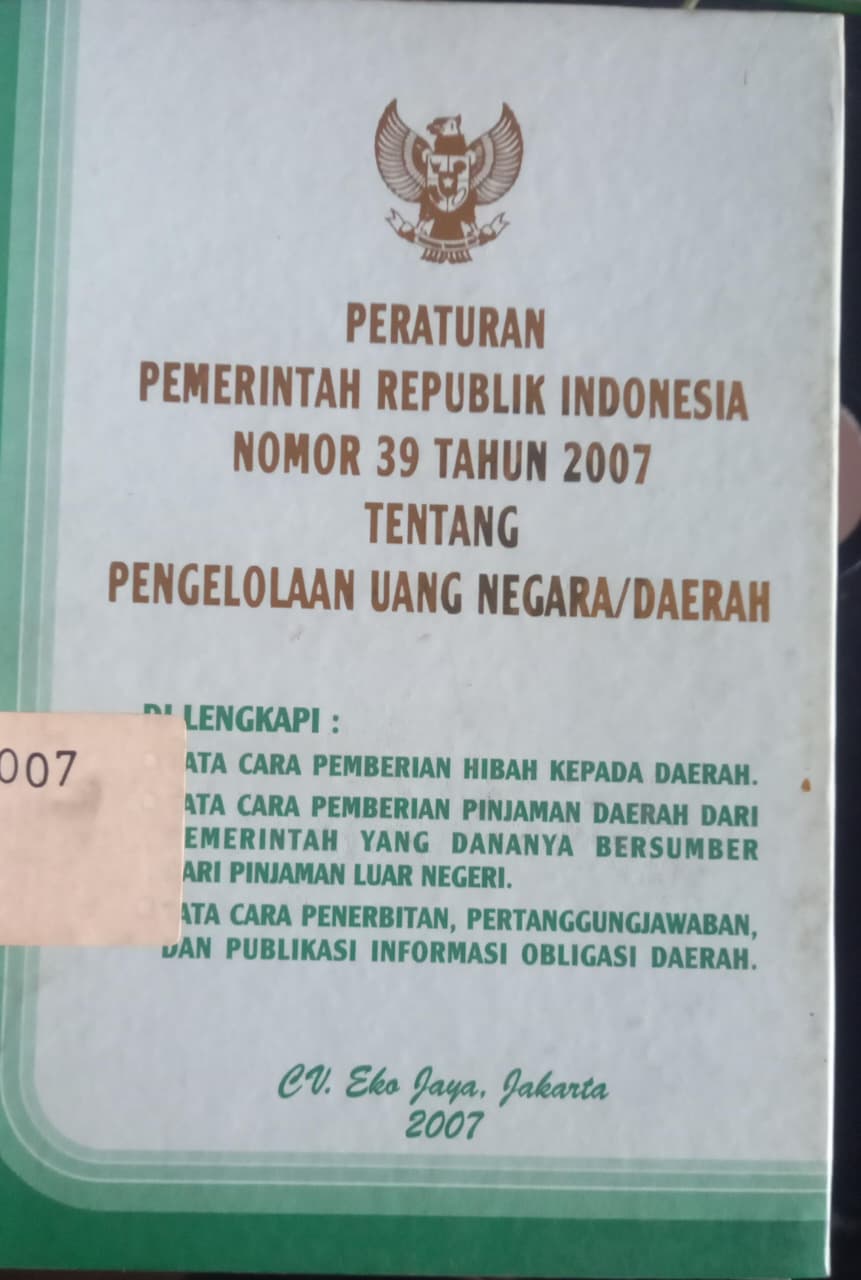 PERATURAN
PEMERINTAH REPUBLIK INDONESIA
NOMOR 39 TAHUN 2007
TENTANG
PENGELOLAAN UANG NEGARA/DAERAH
DI LENGKAPI :
ATA CARA PEMBERIAN HIBAH KEPADA DAERAH.
ATA CARA PEMBERIAN PINJAMAN DAERAH DARI
EMERINTAH YANG DANANYA BERSUMBER
ARI PINJAMAN LUAR NEGERI.
ATA CARA PENERBITAN, PERTANGGUNGJAWABAN,
DAN PUBLIKASI INFORMASI OBLIGASI DAERAH.
007
CV. Eko Jaya, Jakarta
2007